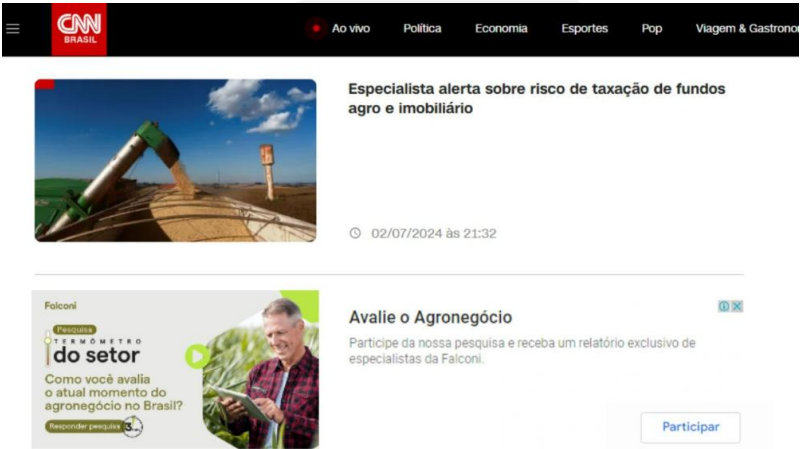 CNN
BRASIL
Ao vivo Política Economia Esportes Pop Viagem & Gastrono
Especialista alerta sobre risco de taxação de fundos
agro e imobiliário
02/07/2024 às 21:32
Falconi
Pesquisa
TERMÔMETRO
do setor
Como você avalia
o atual momento do
agronegócio no Brasil?
Responder pesquisa
Avalie o Agronegócio
Participe da nossa pesquisa e receba um relatório exclusivo de
especialistas da Falconi.
Participar